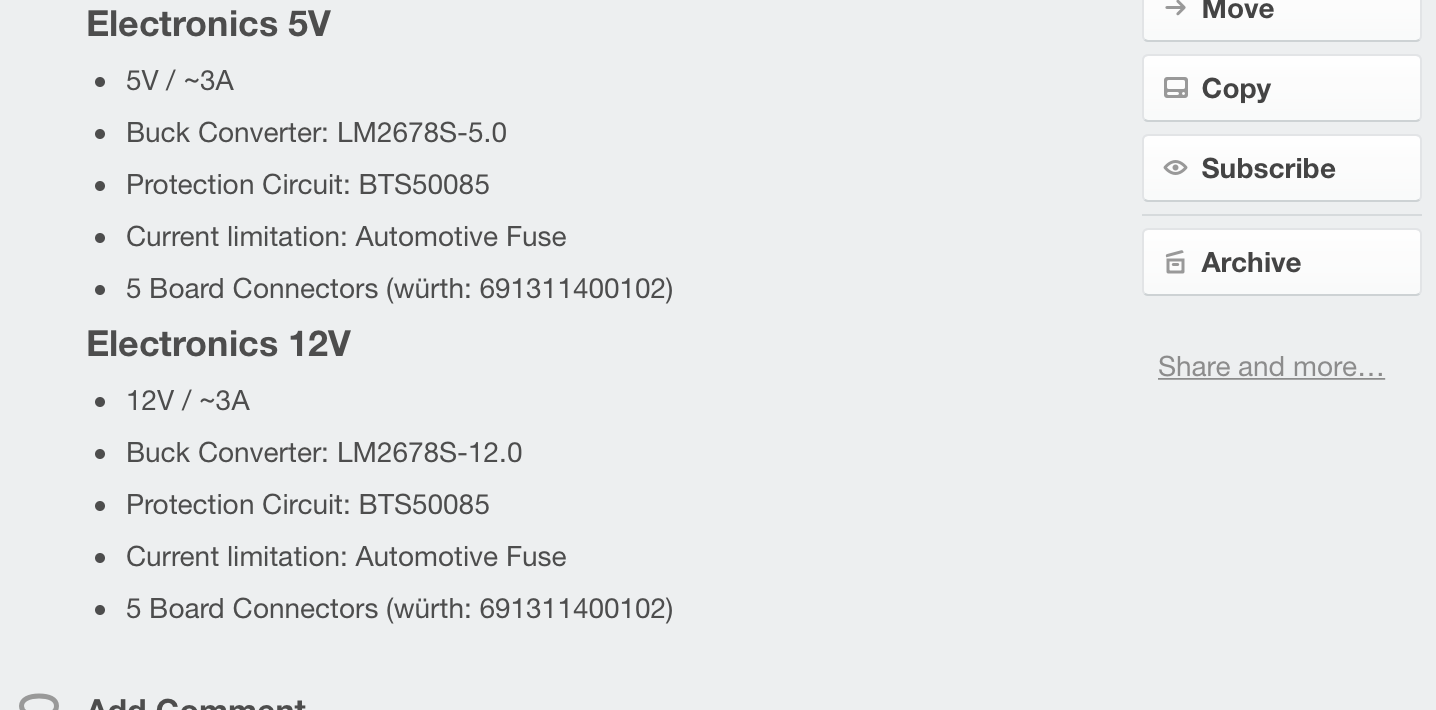 Electronics 5V
• 5V / ~3A
• Buck Converter: LM2678S-5.0
• Protection Circuit: BTS50085
• Current limitation: Automotive Fuse
• 5 Board Connectors (würth: 691311400102)
Electronics 12V
• 12V / ~3A
• Buck Converter: LM2678S-12.0
• Protection Circuit: BTS50085
• Current limitation: Automotive Fuse
• 5 Board Connectors (würth: 691311400102)
Add Comment
Move
Copy
Subscribe
Archive
Share and more...